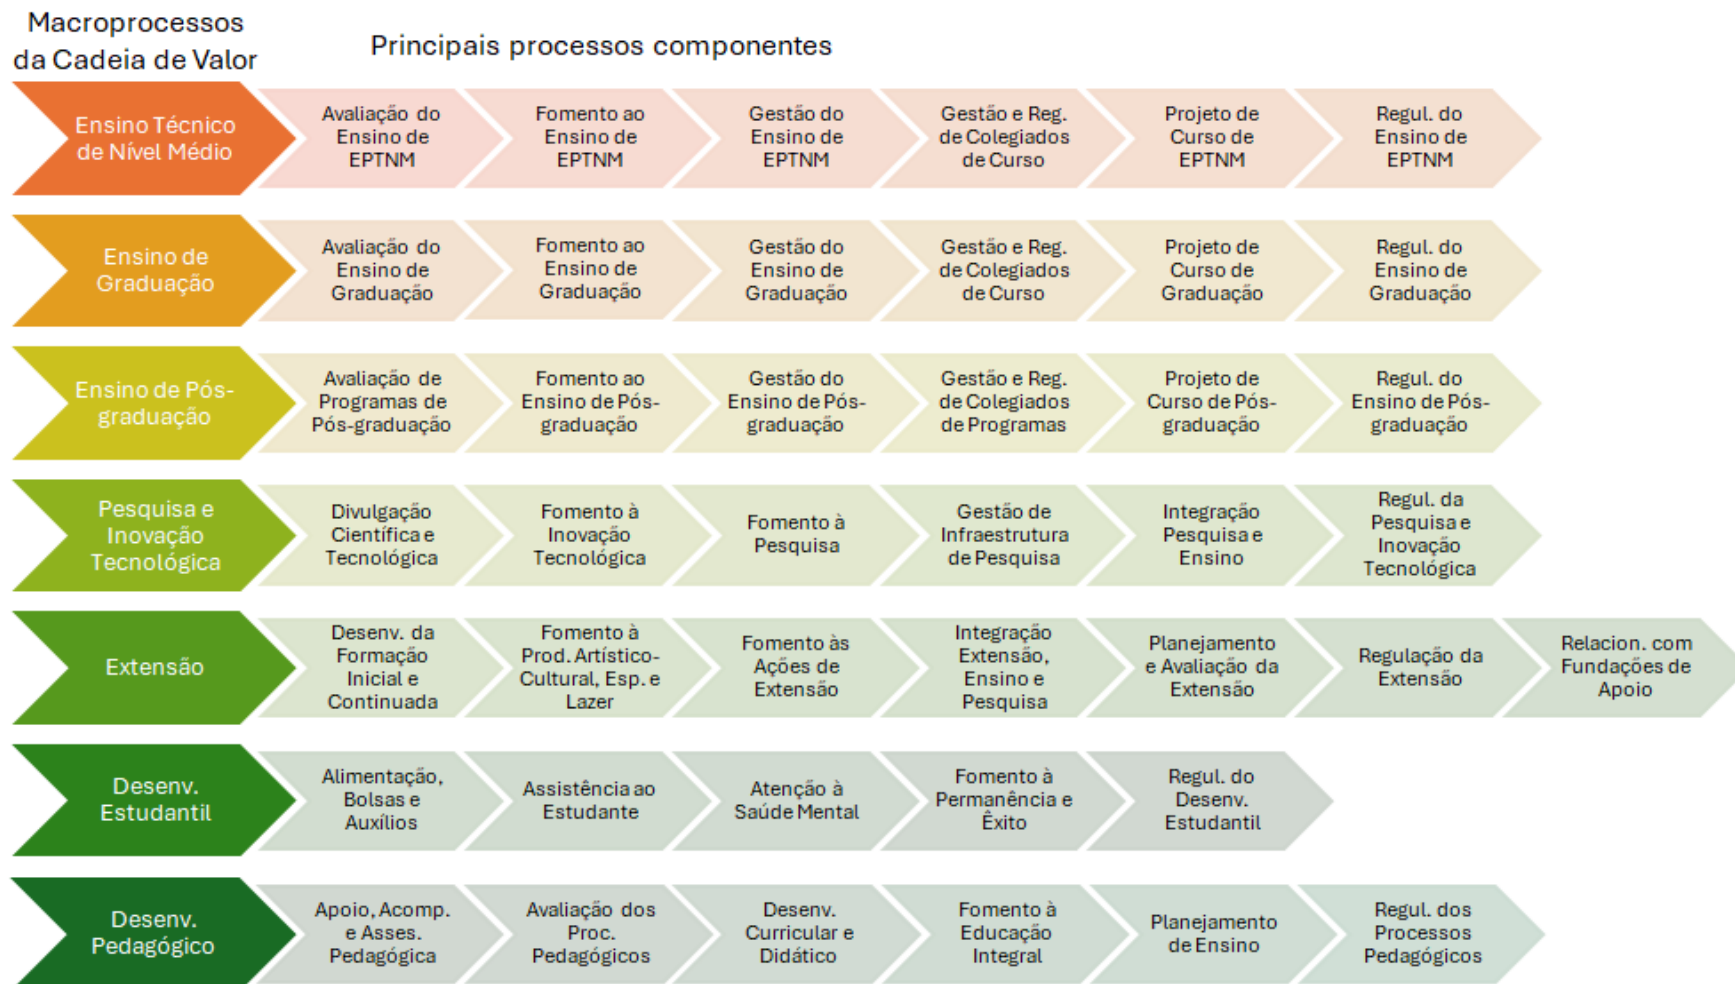 Macroprocessos
da Cadeia de Valor
Principais processos componentes
Ensino Técnico
de Nível Médio
Avaliação do
Ensino de
EPTNM
Fomento ao
Ensino de
EPTNM
Gestão do
Ensino de
EPTNM
Gestão e Reg.
de Colegiados
de Curso
Projeto de
Curso de
EPTNM
Regul. do
Ensino de
EPTNM
Ensino de
Graduação
Avaliação do
Ensino de
Graduação
Fomento ao
Ensino de
Graduação
Gestão do
Ensino de
Graduação
Gestão e Reg.
de Colegiados
de Curso
Projeto de
Curso de
Graduação
Regul. do
Ensino de
Graduação
Ensino de Pós-
graduação
Avaliação de
Programas de
Pós-graduação
Fomento ao
Ensino de Pós-
graduação
Gestão do
Ensino de Pós-
graduação
Gestão e Reg.
de Colegiados
de Programas
Projeto de
Curso de Pós-
graduação
Regul. do
Ensino de Pós-
graduação
Pesquisa e
Inovação
Tecnológica
Divulgação
Científica e
Tecnológica
Fomento à
Inovação
Tecnológica
Fomento à
Pesquisa
Gestão de
Infraestrutura
de Pesquisa
Integração
Pesquisa e
Ensino
Regul. da
Pesquisa e
Inovação
Tecnológica
Extensão
Desenv. da
Formação
Inicial e
Continuada
Fomento à
Prod. Artístico-
Cultural, Esp. e
Lazer
Fomento às
Ações de
Extensão
Integração
Extensão,
Ensino e
Pesquisa
Planejamento
e Avaliação da
Extensão
Regulação da
Extensão
Relacion. com
Fundações de
Apoio
Desenv.
Estudantil
Alimentação,
Bolsas e
Auxílios
Assistência ao
Estudante
Atenção à
Saúde Mental
Fomento à
Permanência e
Êxito
Regul. do
Desenv.
Estudantil
Desenv.
Pedagógico
Apoio, Acomp.
e Asses.
Pedagógica
Avaliação dos
Proc.
Pedagógicos
Desenv.
Curricular e
Didático
Fomento à
Educação
Integral
Planejamento
de Ensino
Regul. dos
Processos
Pedagógicos